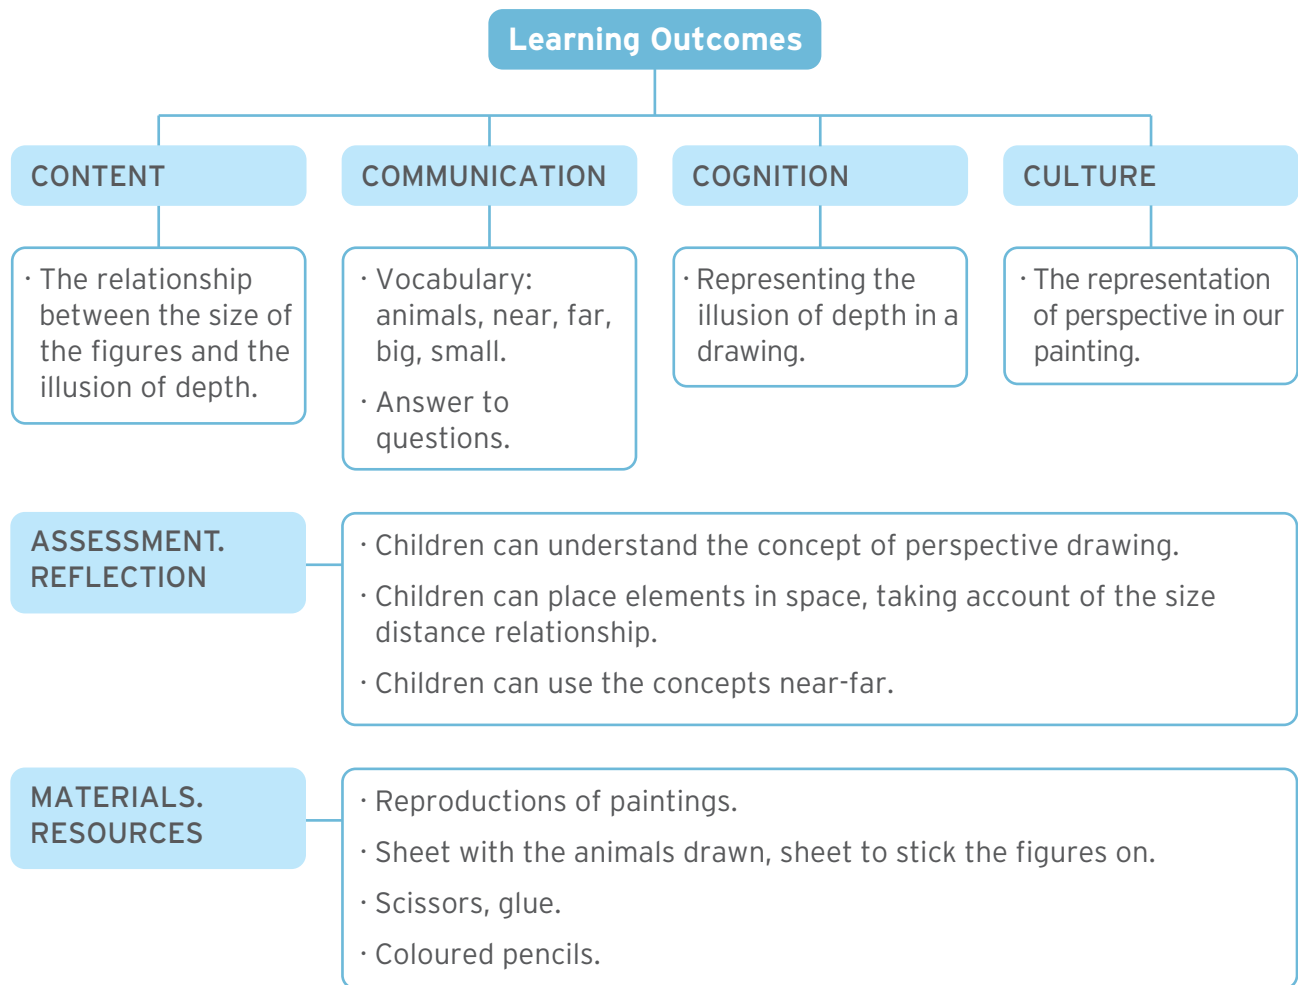 Learning Outcomes
CONTENT
· The relationship
between the size of
the figures and the
illusion of depth.
COMMUNICATION
· Vocabulary:
animals, near, far,
big, small.
· Answer to
questions.
COGNITION
· Representing the
illusion of depth in a
drawing.
CULTURE
· The representation
of perspective in our
painting.
ASSESSMENT.
REFLECTION
· Children can understand the concept of perspective drawing.
· Children can place elements in space, taking account of the size
distance relationship.
· Children can use the concepts near-far.
MATERIALS.
RESOURCES
· Reproductions of paintings.
· Sheet with the animals drawn, sheet to stick the figures on.
· Scissors, glue.
· Coloured pencils.